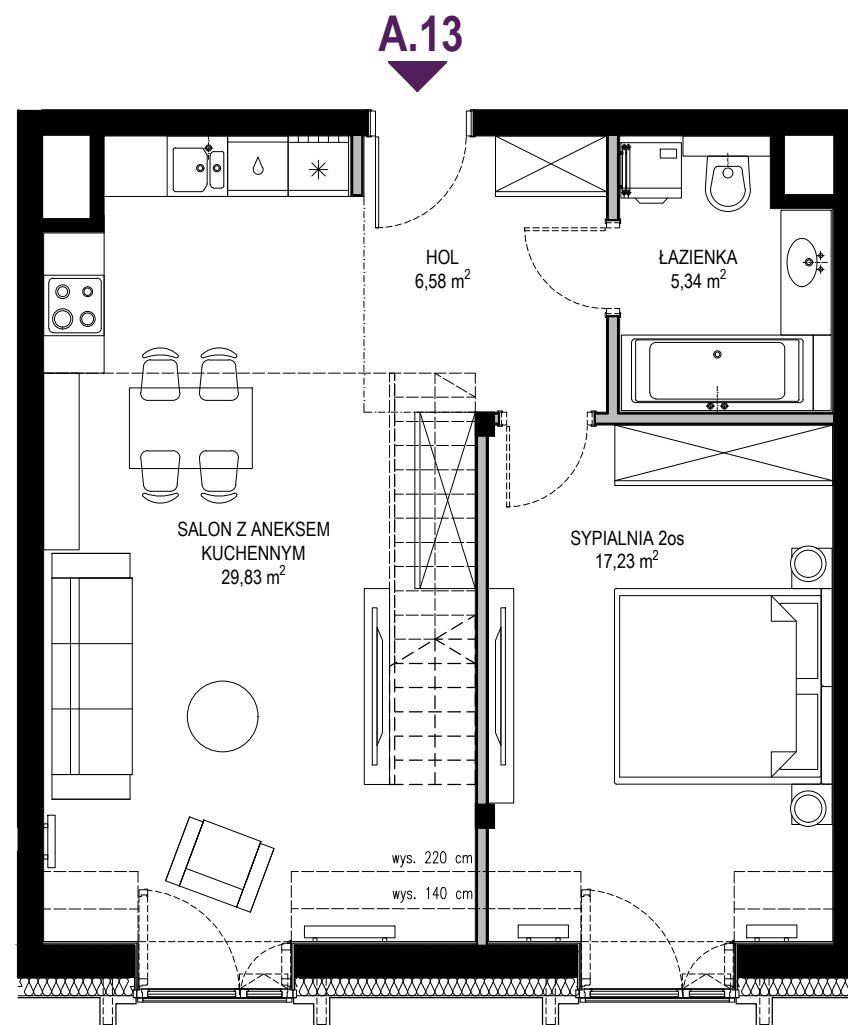 A.13
HOL
6,58 m²
ŁAZIENKA
5,34 m²
SALON Z ANEKSEM
KUCHENNYM
29,83 m²
SYPIALNIA 2os
17,23 m²
wys. 220 cm
wys. 140 cm